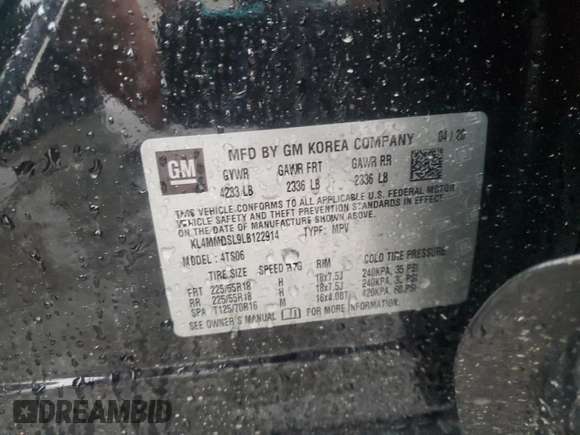 GM
MFD BY GM KOREA COMPANY 04 / 20
GVWR GAWR FRT GAWR RR
4233 LB 2336 LB 2336 LB
THIS VEHICLE CONFORMS TO ALL APPLICABLE U.S. FEDERAL MOTOR
VEHICLE SAFETY AND THEFT PREVENTION STANDARDS IN EFFECT
ON THE DATE OF MANUFACTURE SHOWN ABOVE.
KL4MMDSL9LB122914 TYPE: MPV
MODEL: 4TS06
TIRE SIZE SPEED RTG RIM COLD TIRE PRESSURE
FRT 225/55R18 H 18x7.5J 240KPA, 35 PSI
RR 225/55R18 H 18x7.5J 240KPA, 35 PSI
SPA T125/70R16 M 16x4.0BT 420KPA, 60 PSI
SEE OWNER'S MANUAL FOR MORE INFORMATION
DREAMBID